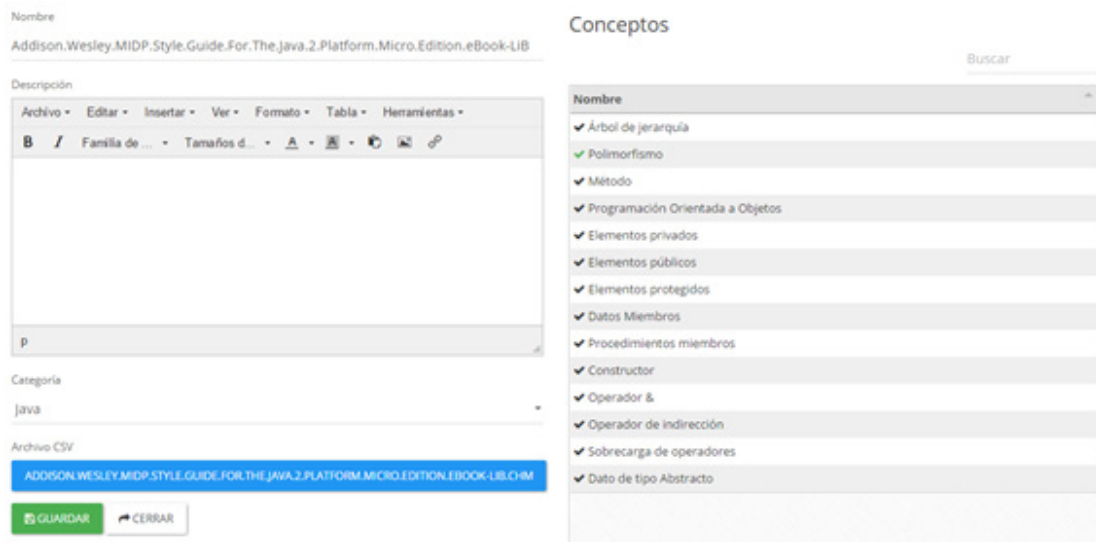 Nombre
Addison.Wesley.MIDP.Style.Guide.For.The.Java.2.Platform.Micro.Edition.eBook-LiB
Descripción
Archivo Editar Insertar Ver Formato Tabla Herramientas
B I Familia de ... Tamaños d... A A
p
Categoría
Java
Archivo CSV
ADDISON.WESLEY.MIDP.STYLE.GUIDE.FOR.THE.JAVA.2.PLATFORM.MICRO.EDITION.EBOOK-LIB.CHM
GUARDAR CERRAR
Conceptos
Buscar
Nombre
Árbol de jerarquía
Polimorfismo
Método
Programación Orientada a Objetos
Elementos privados
Elementos públicos
Elementos protegidos
Datos Miembros
Procedimientos miembros
Constructor
Operador &
Operador de indirección
Sobrecarga de operadores
Dato de tipo Abstracto